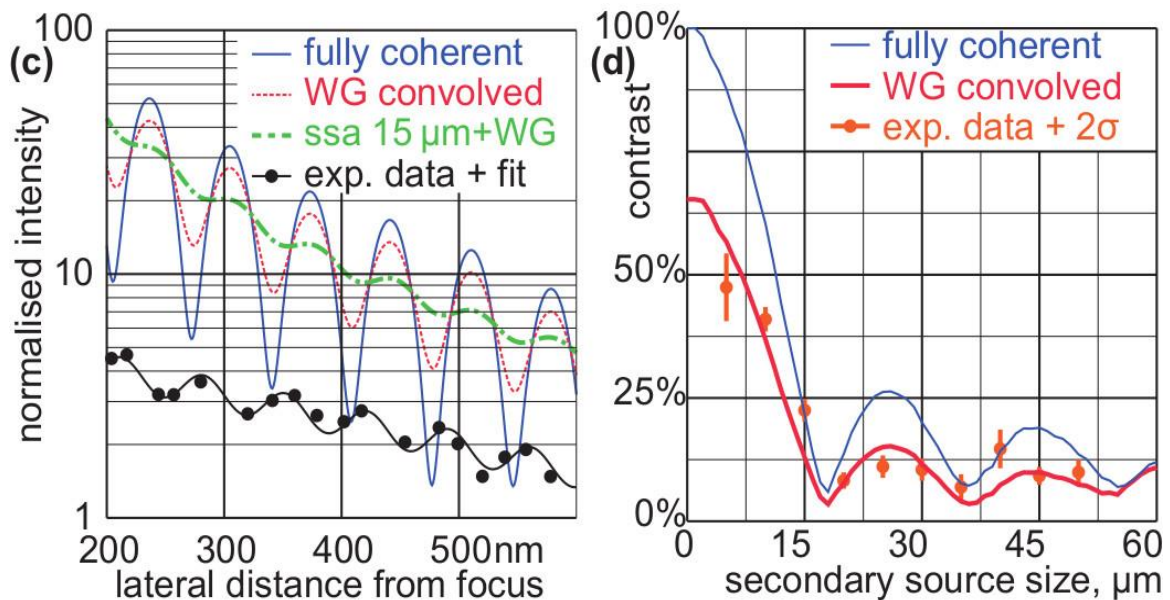 (c)
100
10
1
normalised intensity
fully coherent
WG convolved
ssa 15 µm+WG
exp. data + fit
200 300 400 500nm
lateral distance from focus
(d)
100%
50%
25%
0%
contrast
fully coherent
WG convolved
exp. data + 2σ
0 15 30 45 60
secondary source size, µm